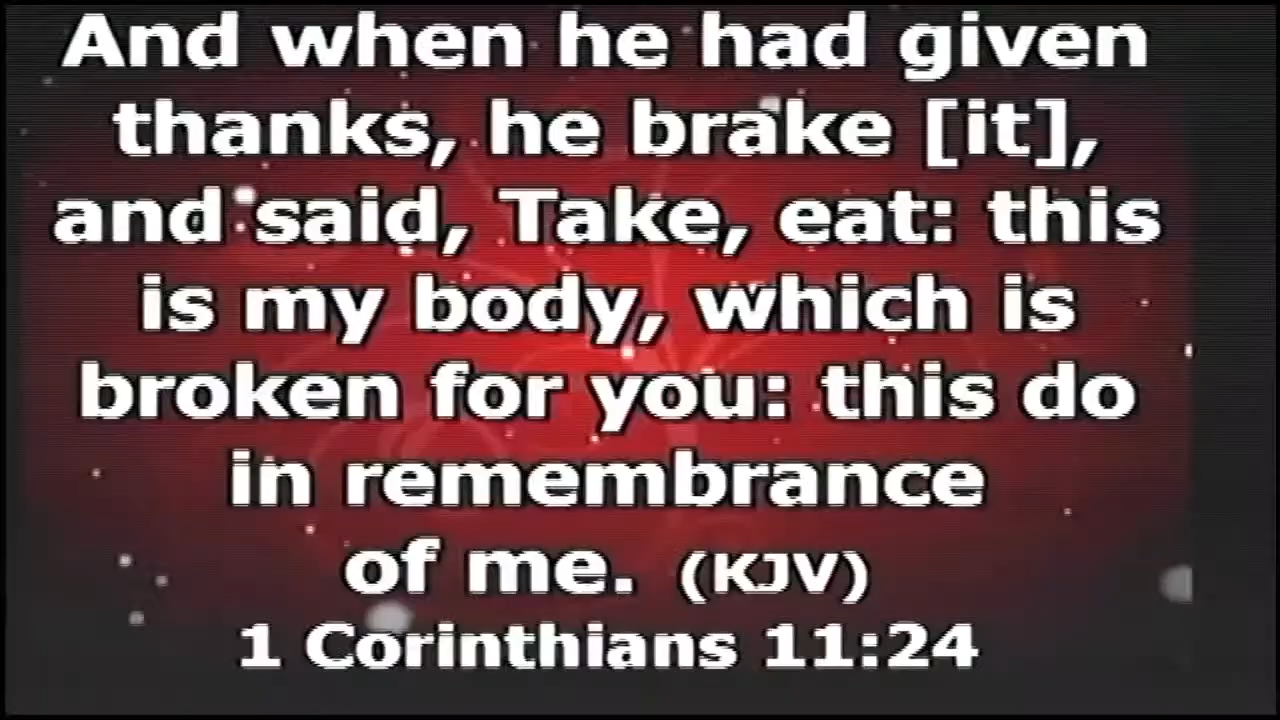 And when he had given
thanks, he brake [it],
and said, Take, eat: this
is my body, which is
broken for you: this do
in remembrance
of me. (KJV)
1 Corinthians 11:24